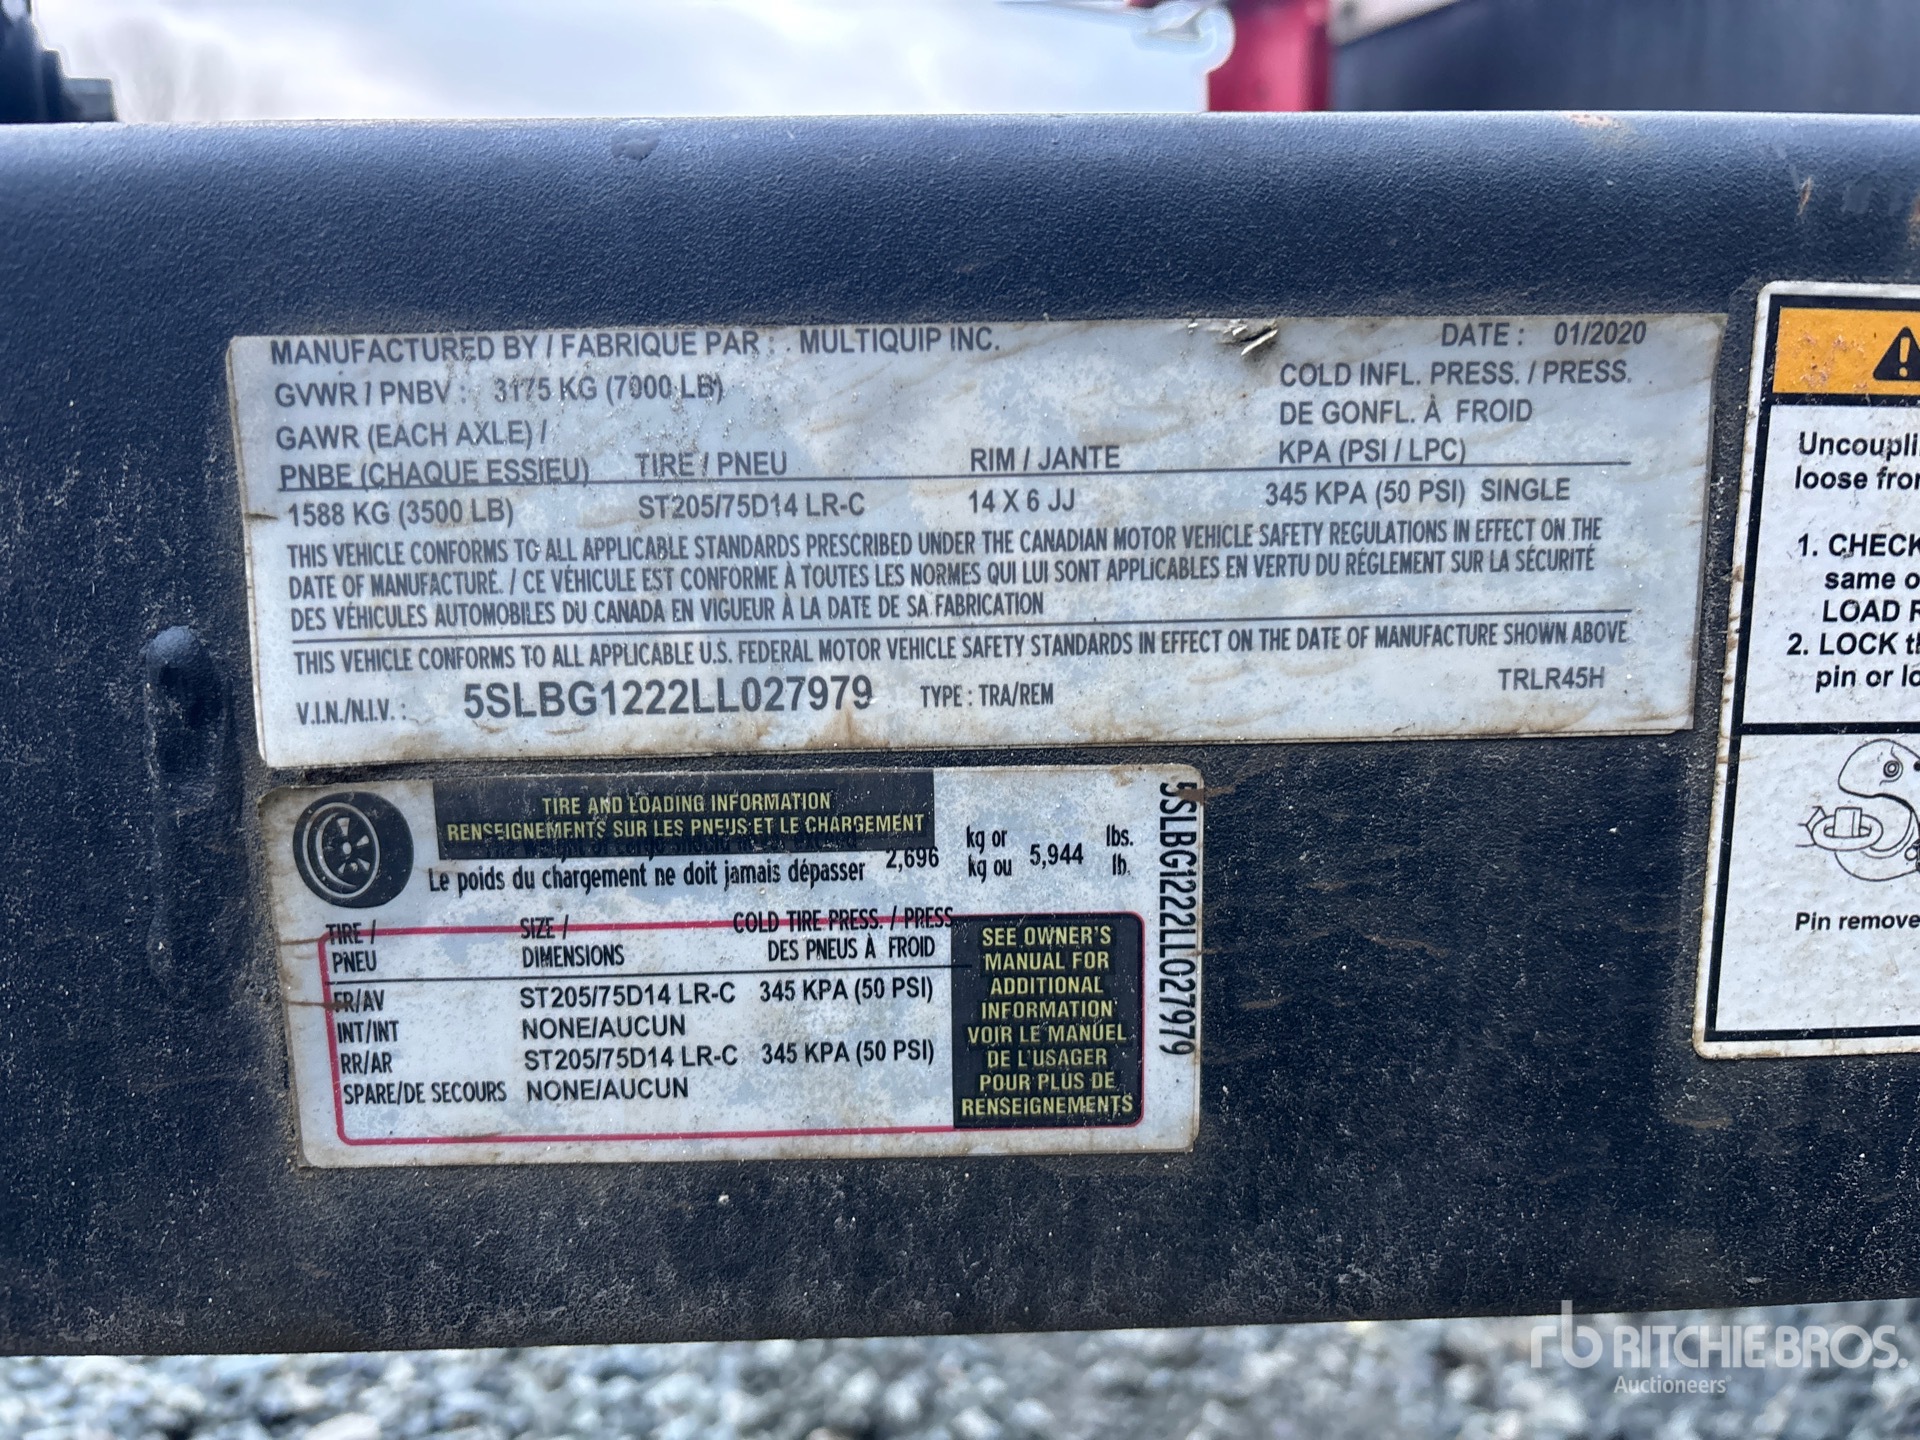 MANUFACTURED BY / FABRIQUE PAR : MULTIQUIP INC.
DATE : 01/2020
GVWR / PNBV : 3175 KG (7000 LB)
COLD INFL. PRESS. / PRESS.
DE GONFL. À FROID
KPA (PSI / LPC)
GAWR (EACH AXLE) /
PNBE (CHAQUE ESSIEU) TIRE / PNEU RIM / JANTE
1588 KG (3500 LB) ST205/75D14 LR-C 14 X 6 JJ 345 KPA (50 PSI) SINGLE
THIS VEHICLE CONFORMS TO ALL APPLICABLE STANDARDS PRESCRIBED UNDER THE CANADIAN MOTOR VEHICLE SAFETY REGULATIONS IN EFFECT ON THE
DATE OF MANUFACTURE. / CE VÉHICULE EST CONFORME À TOUTES LES NORMES QUI LUI SONT APPLICABLES EN VERTU DU RÉGLEMENT SUR LA SÉCURITÉ
DES VÉHICULES AUTOMOBILES DU CANADA EN VIGUEUR À LA DATE DE SA FABRICATION
THIS VEHICLE CONFORMS TO ALL APPLICABLE U.S. FEDERAL MOTOR VEHICLE SAFETY STANDARDS IN EFFECT ON THE DATE OF MANUFACTURE SHOWN ABOVE
V.I.N./N.I.V. : 5SLBG1222LL027979 TYPE : TRA/REM TRLR45H
TIRE AND LOADING INFORMATION
RENSEIGNEMENTS SUR LES PNEUS ET LE CHARGEMENT
Le poids du chargement ne doit jamais dépasser 2,696 kg or
kg ou 5,944 lbs.
lb.
TIRE / SIZE / COLD TIRE PRESS. / PRESS
PNEU DIMENSIONS DES PNEUS À FROID
FR/AV ST205/75D14 LR-C 345 KPA (50 PSI)
INT/INT NONE/AUCUN
RR/AR ST205/75D14 LR-C 345 KPA (50 PSI)
SPARE/DE SECOURS NONE/AUCUN
SEE OWNER'S
MANUAL FOR
ADDITIONAL
INFORMATION
VOIR LE MANUEL
DE L'USAGER
POUR PLUS DE
RENSEIGNEMENTS
5SLBG1222LL027979
Uncoupli
loose fro
1. CHECK
same o
LOAD R
2. LOCK th
pin or lo
Pin remove
rb RITCHIE BROS.
Auctioneers